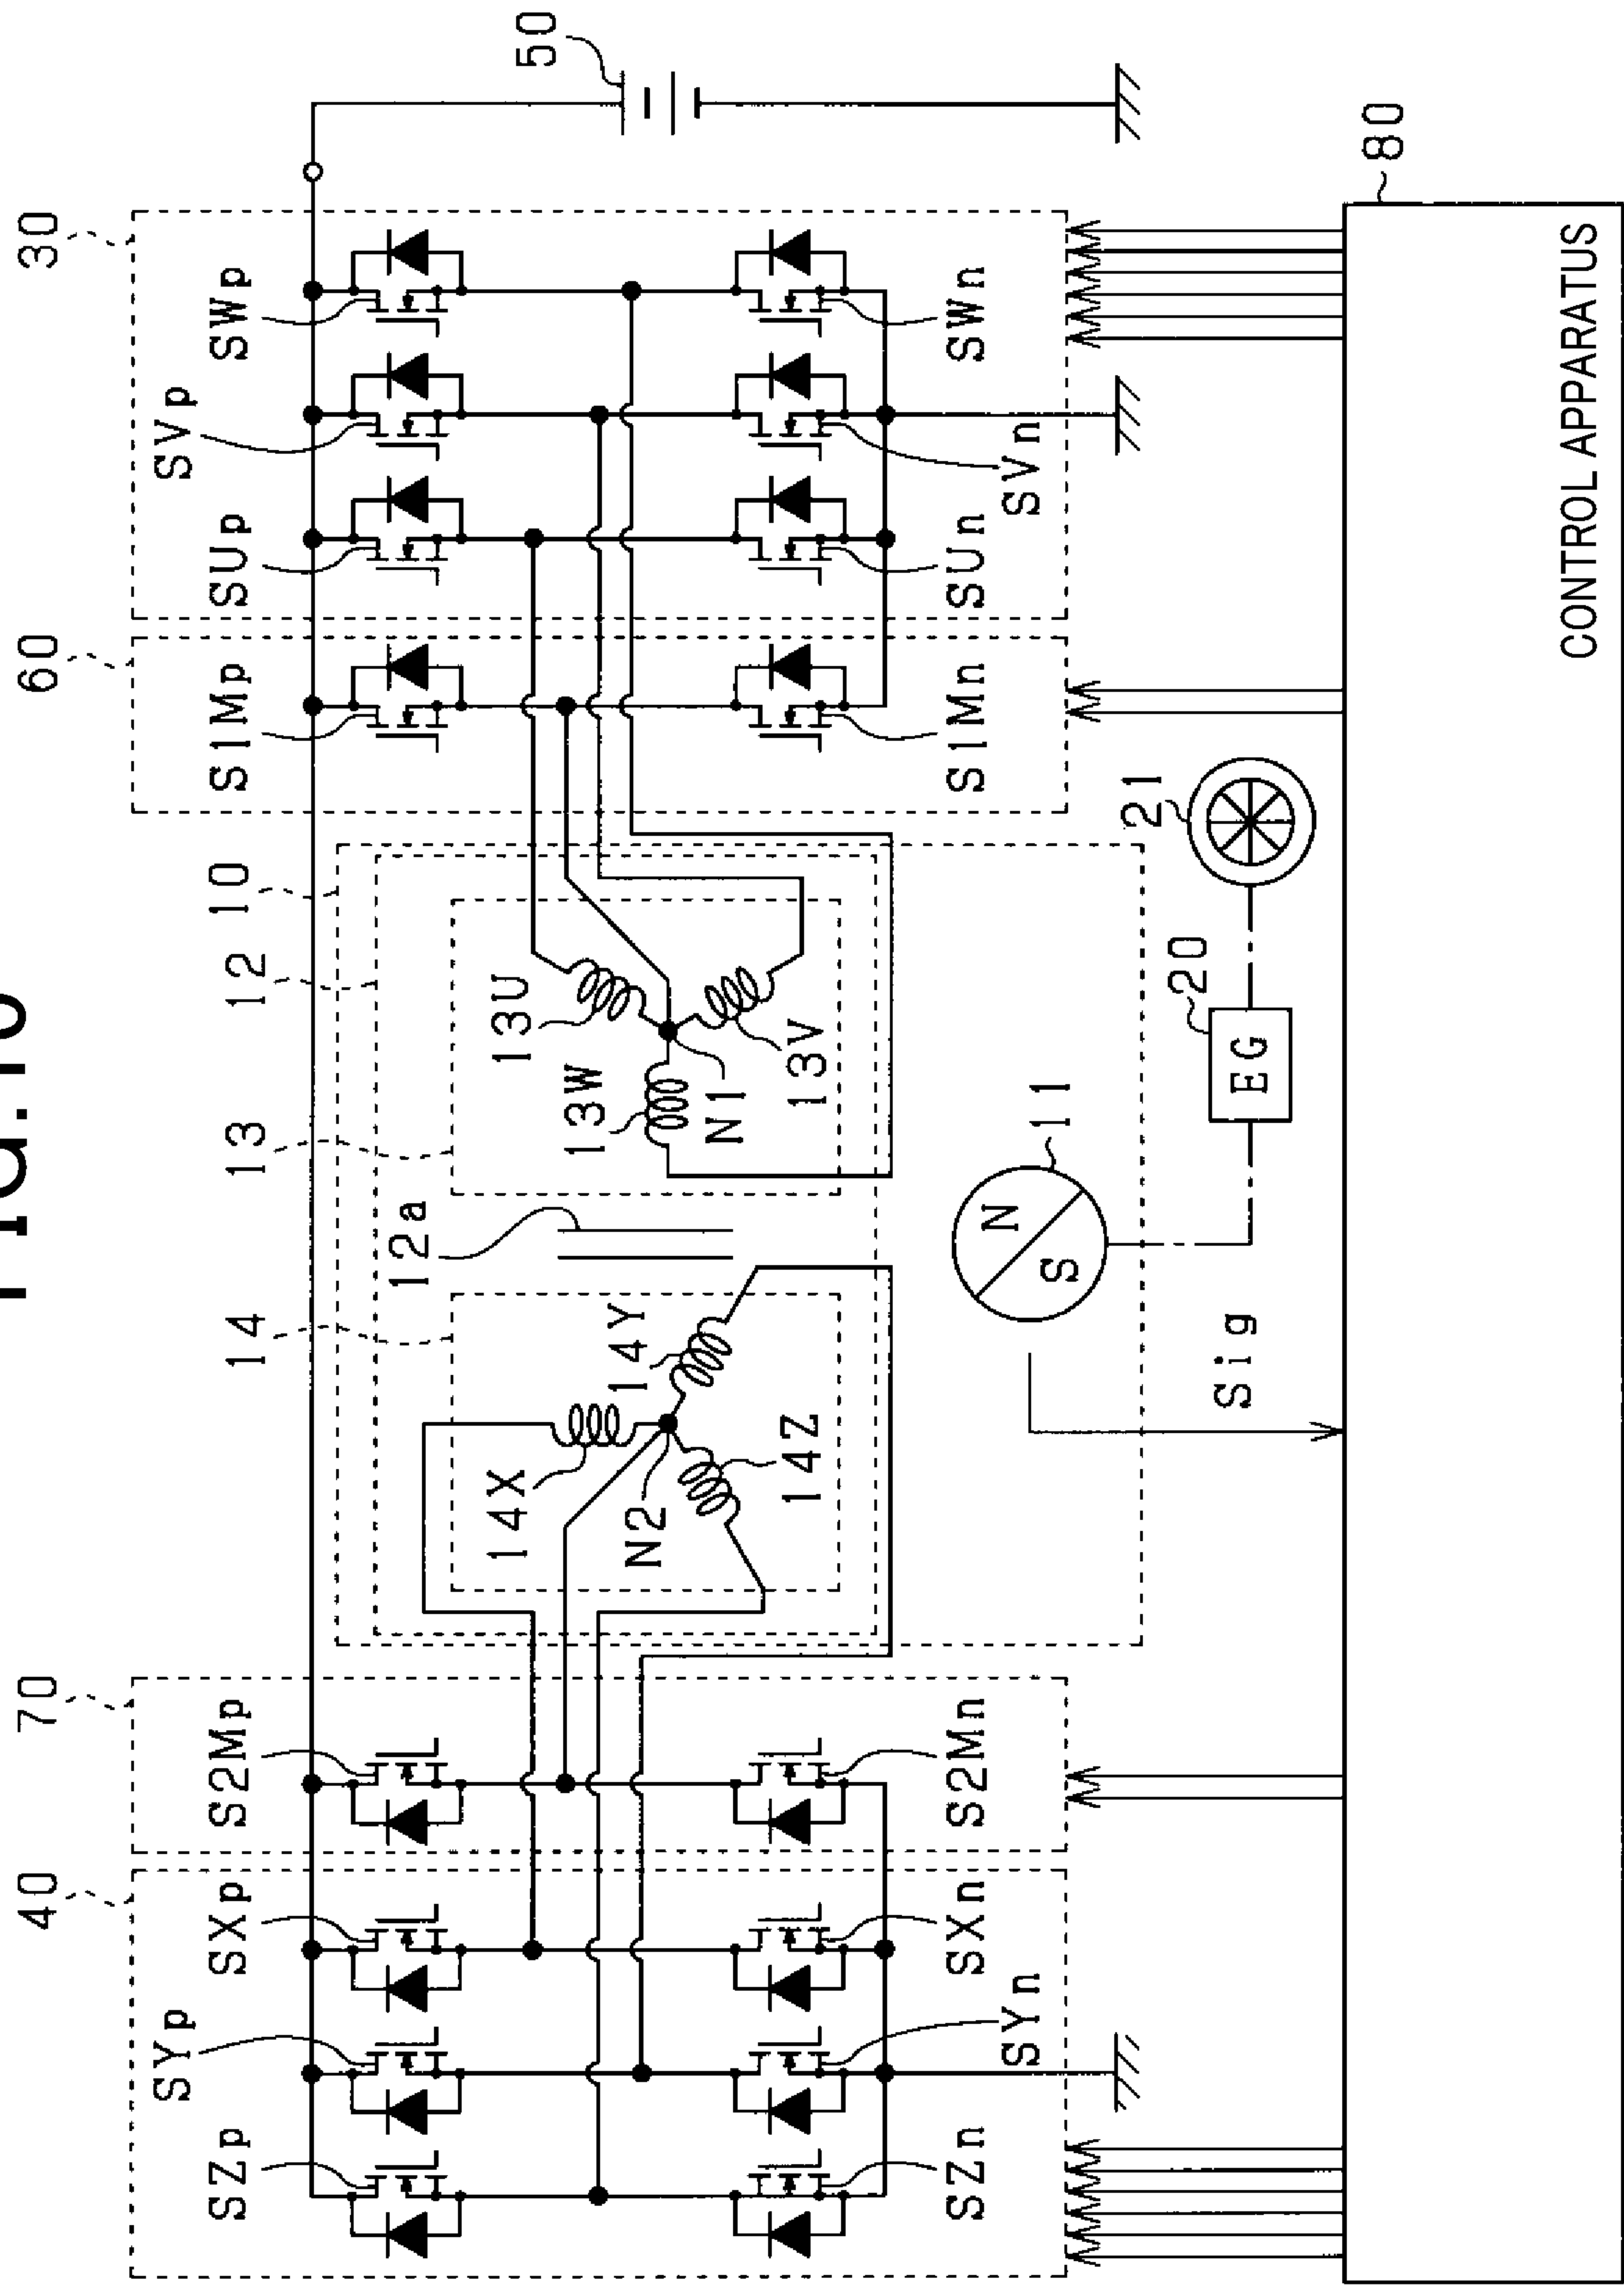 40
70
60
30
SYp
SVp
SZp
SXp
S2Mp
14
13
12
10
S1Mp
SUp
SWp
12a
14X
13U
50
13W
14Y
N2
N1
14Z
13V
SZn
SXn
S2Mn
S1Mn
SUn
SWn
SYn
N
SVn
S
11
21
20
Sig
EG
80
CONTROL APPARATUS